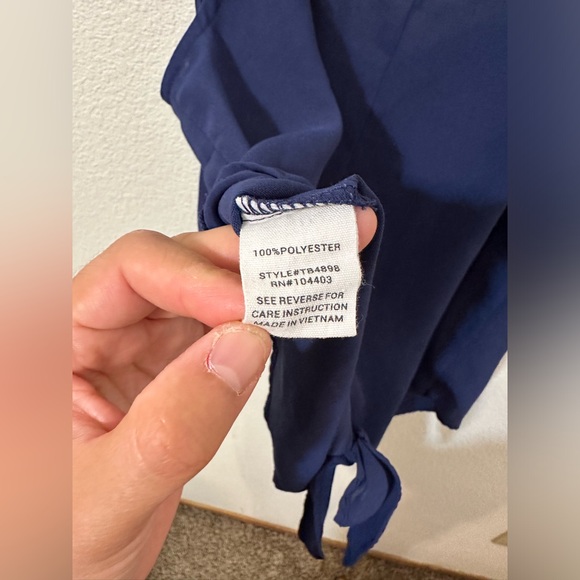 100%POLYESTER
STYLE#TB4898
RN#104403
SEE REVERSE FOR
CARE INSTRUCTION
MADE IN VIETNAM